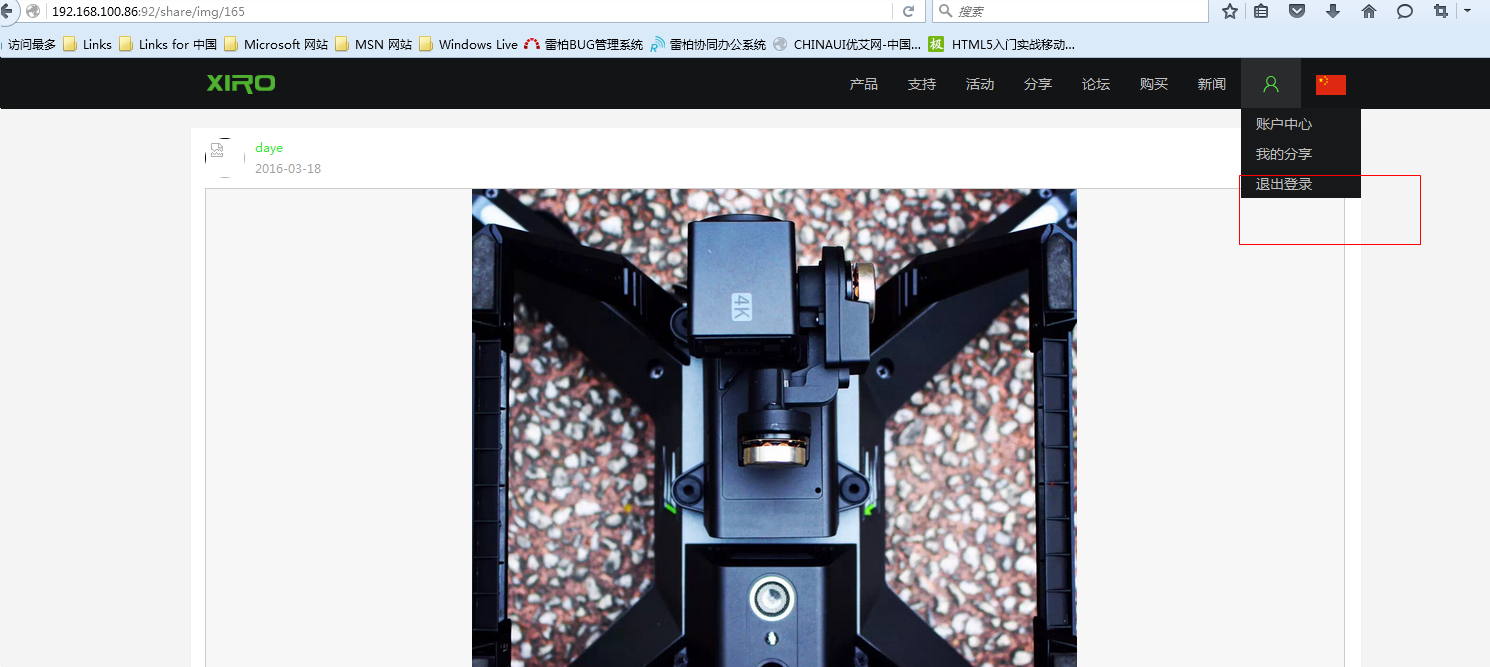 192.168.100.86:92/share/img/165
搜索
访问最多 Links Links for 中国 Microsoft 网站 MSN 网站 Windows Live 雷柏BUG管理系统 雷柏协同办公系统 CHINAUI优艾网-中国... 极 HTML5入门实战移动...
XIRO 产品 支持 活动 分享 论坛 购买 新闻
账户中心
我的分享
退出登录
daye
2016-03-18
4K